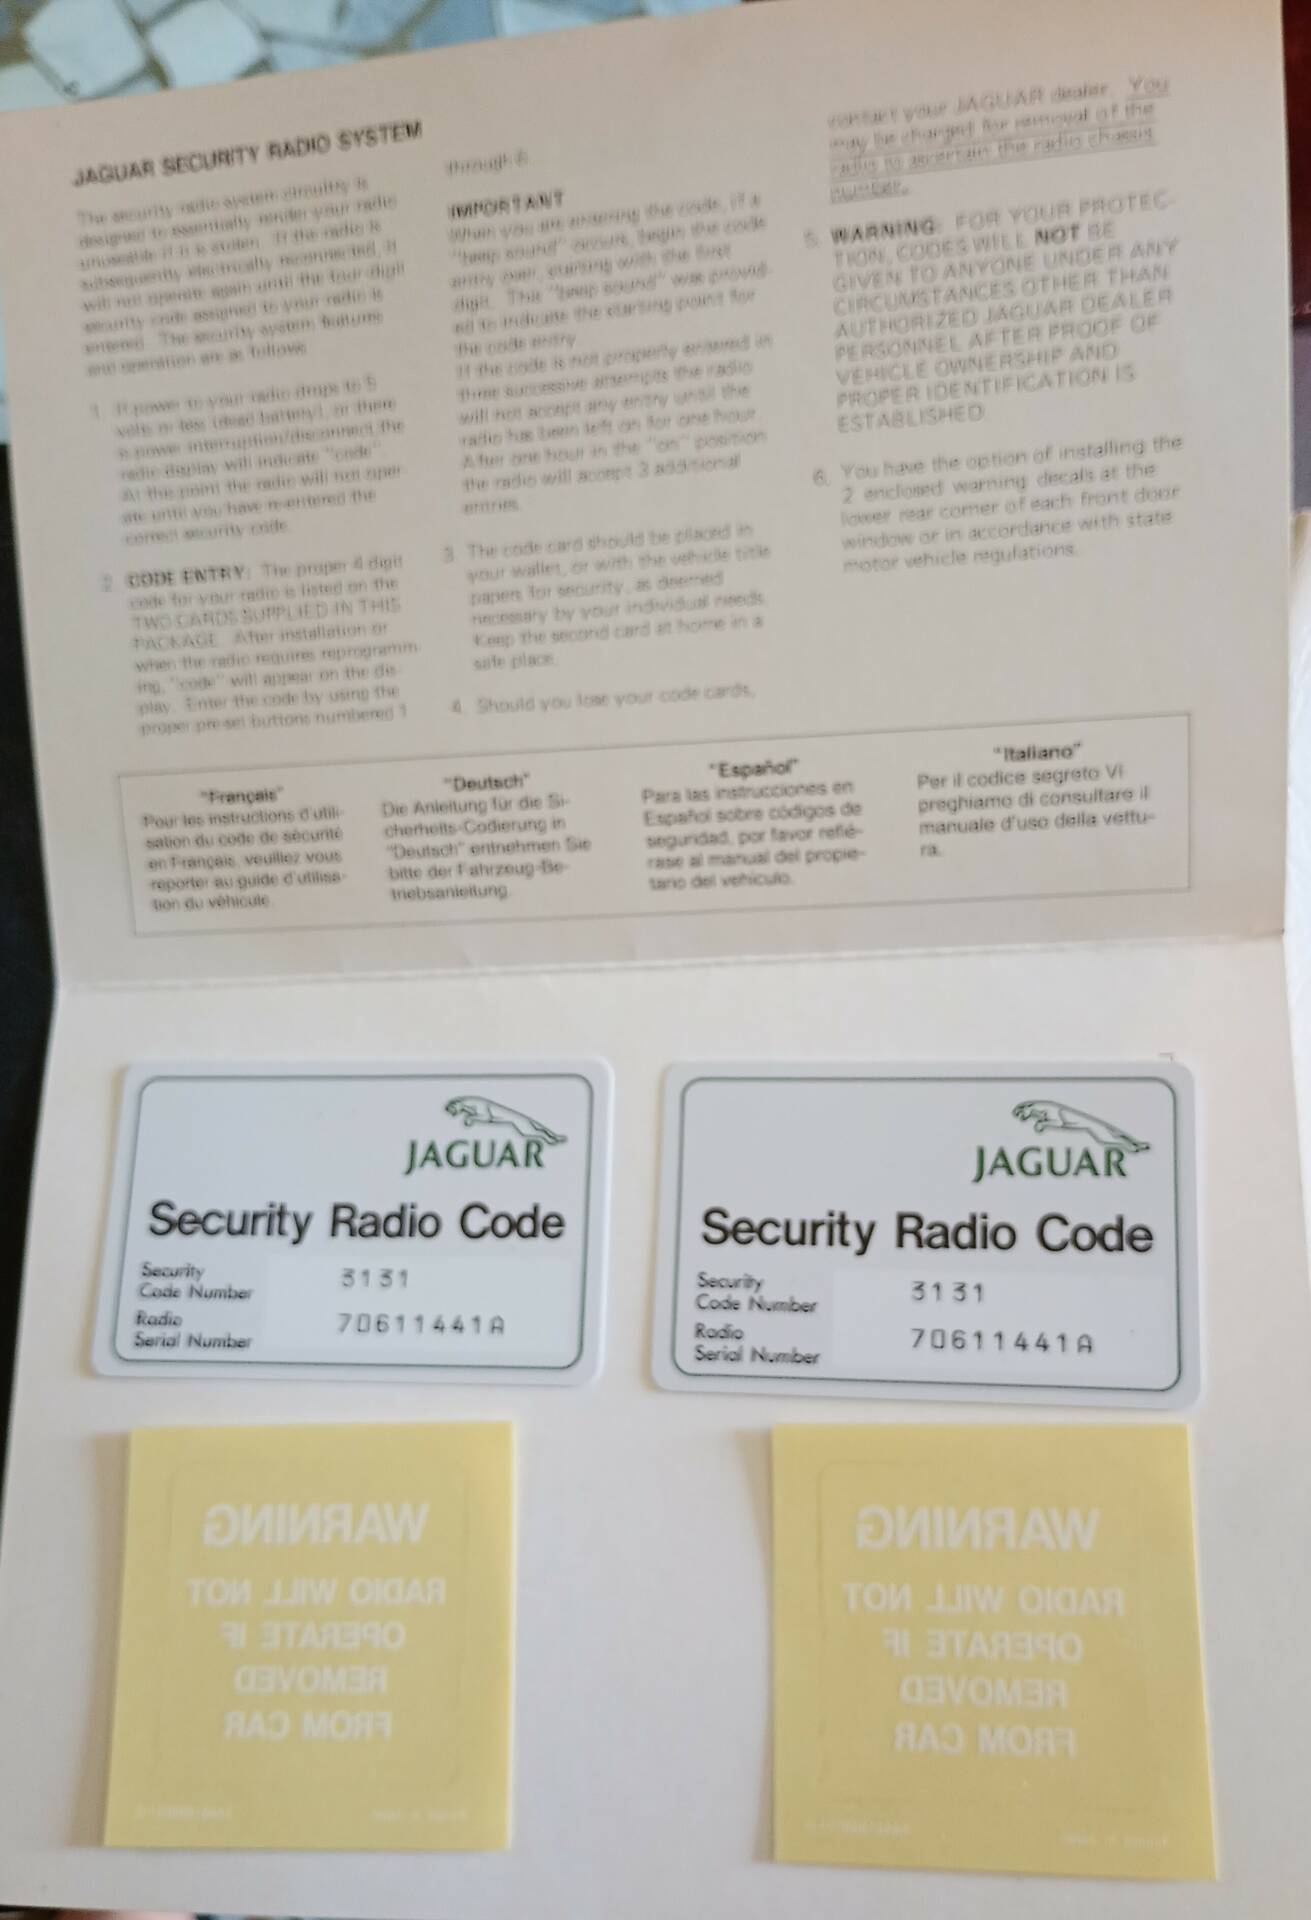 JAGUAR SECURITY RADIO SYSTEM
The security radio system circuitry is
designed to essentially render your radio
unuseable if it is stolen. If the radio is
subsequently electrically reconnected, it
will not operate again until the four digit
security code assigned to your radio is
entered. The security system features
and operation are as follows
1. If power to your radio drops to 5
volts or less (dead battery), or there
is power interruption/disconnect, the
radio display will indicate "code".
At this point the radio will not oper-
ate until you have re-entered the
correct security code.
2. CODE ENTRY: The proper 4 digit
code for your radio is listed on the
TWO CARDS SUPPLIED IN THIS
PACKAGE. After installation or
when the radio requires reprogramm-
ing, "code" will appear on the dis-
play. Enter the code by using the
proper pre-set buttons numbered 1
through 6.
IMPORTANT
When you are entering the code, if a
"beep sound" occurs, begin the code
entry over, starting with the first
digit. This "beep sound" was provid-
ed to indicate the starting point for
the code entry.
If the code is not properly entered in
three successive attempts the radio
will not accept any entry until the
radio has been left on for one hour.
After one hour in the "on" position
the radio will accept 3 additional
entries.
3. The code card should be placed in
your wallet, or with the vehicle title
papers for security, as deemed
necessary by your individual needs.
Keep the second card at home in a
safe place.
4. Should you lose your code cards,
contact your JAGUAR dealer. You
may be charged for removal of the
radio to ascertain the radio chassis
number.
5. WARNING: FOR YOUR PROTEC-
TION, CODES WILL NOT BE
GIVEN TO ANYONE UNDER ANY
CIRCUMSTANCES OTHER THAN
AUTHORIZED JAGUAR DEALER
PERSONNEL AFTER PROOF OF
VEHICLE OWNERSHIP AND
PROPER IDENTIFICATION IS
ESTABLISHED.
6. You have the option of installing the
2 enclosed warning decals at the
lower rear corner of each front door
window or in accordance with state
motor vehicle regulations.
"Français"
Pour les instructions d'utili-
sation du code de sécurité
en Français, veuillez vous
reporter au guide d'utilisa-
tion du véhicule.
"Deutsch"
Die Anleitung für die Si-
cherheits-Codierung in
"Deutsch" entnehmen Sie
bitte der Fahrzeug-Be-
triebsanleitung.
"Español"
Para las instrucciones en
Español sobre códigos de
seguridad, por favor refié-
rase al manual del propie-
tario del vehículo.
"Italiano"
Per il codice segreto Vi
preghiamo di consultare il
manuale d'uso della vettu-
ra.
JAGUAR
Security Radio Code
Security
Code Number 3131
Radio
Serial Number 70611441A
JAGUAR
Security Radio Code
Security
Code Number 3131
Radio
Serial Number 70611441A
WARNING
RADIO WILL NOT
OPERATE IF
REMOVED
FROM CAR
WARNING
RADIO WILL NOT
OPERATE IF
REMOVED
FROM CAR